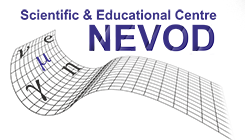 Scientific & Educational Centre
NEVOD
ν e
μ
γ n